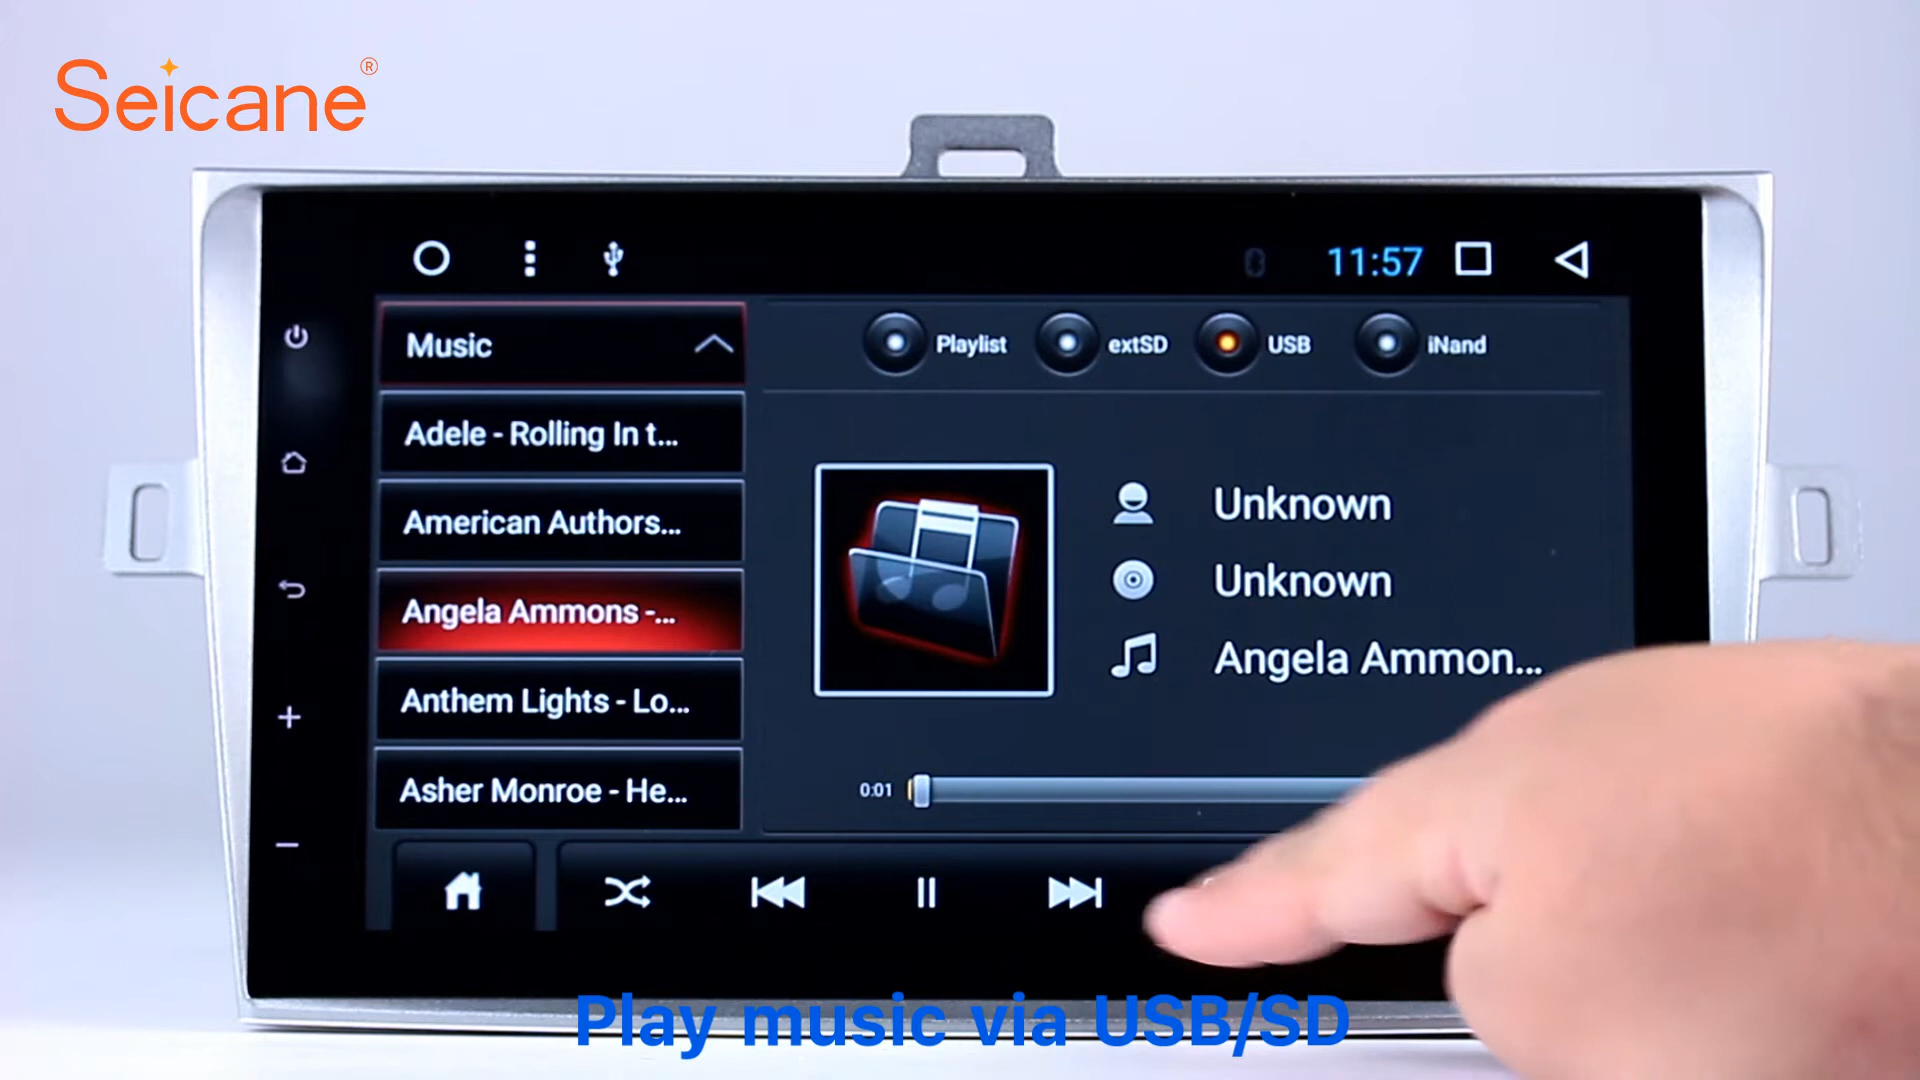 Seicane®
11:57
Music
Playlist
extSD
USB
iNand
Adele - Rolling In t...
American Authors...
Angela Ammons -...
Anthem Lights - Lo...
Asher Monroe - He...
Unknown
Unknown
Angela Ammon...
0:01
Play music via USB/SD